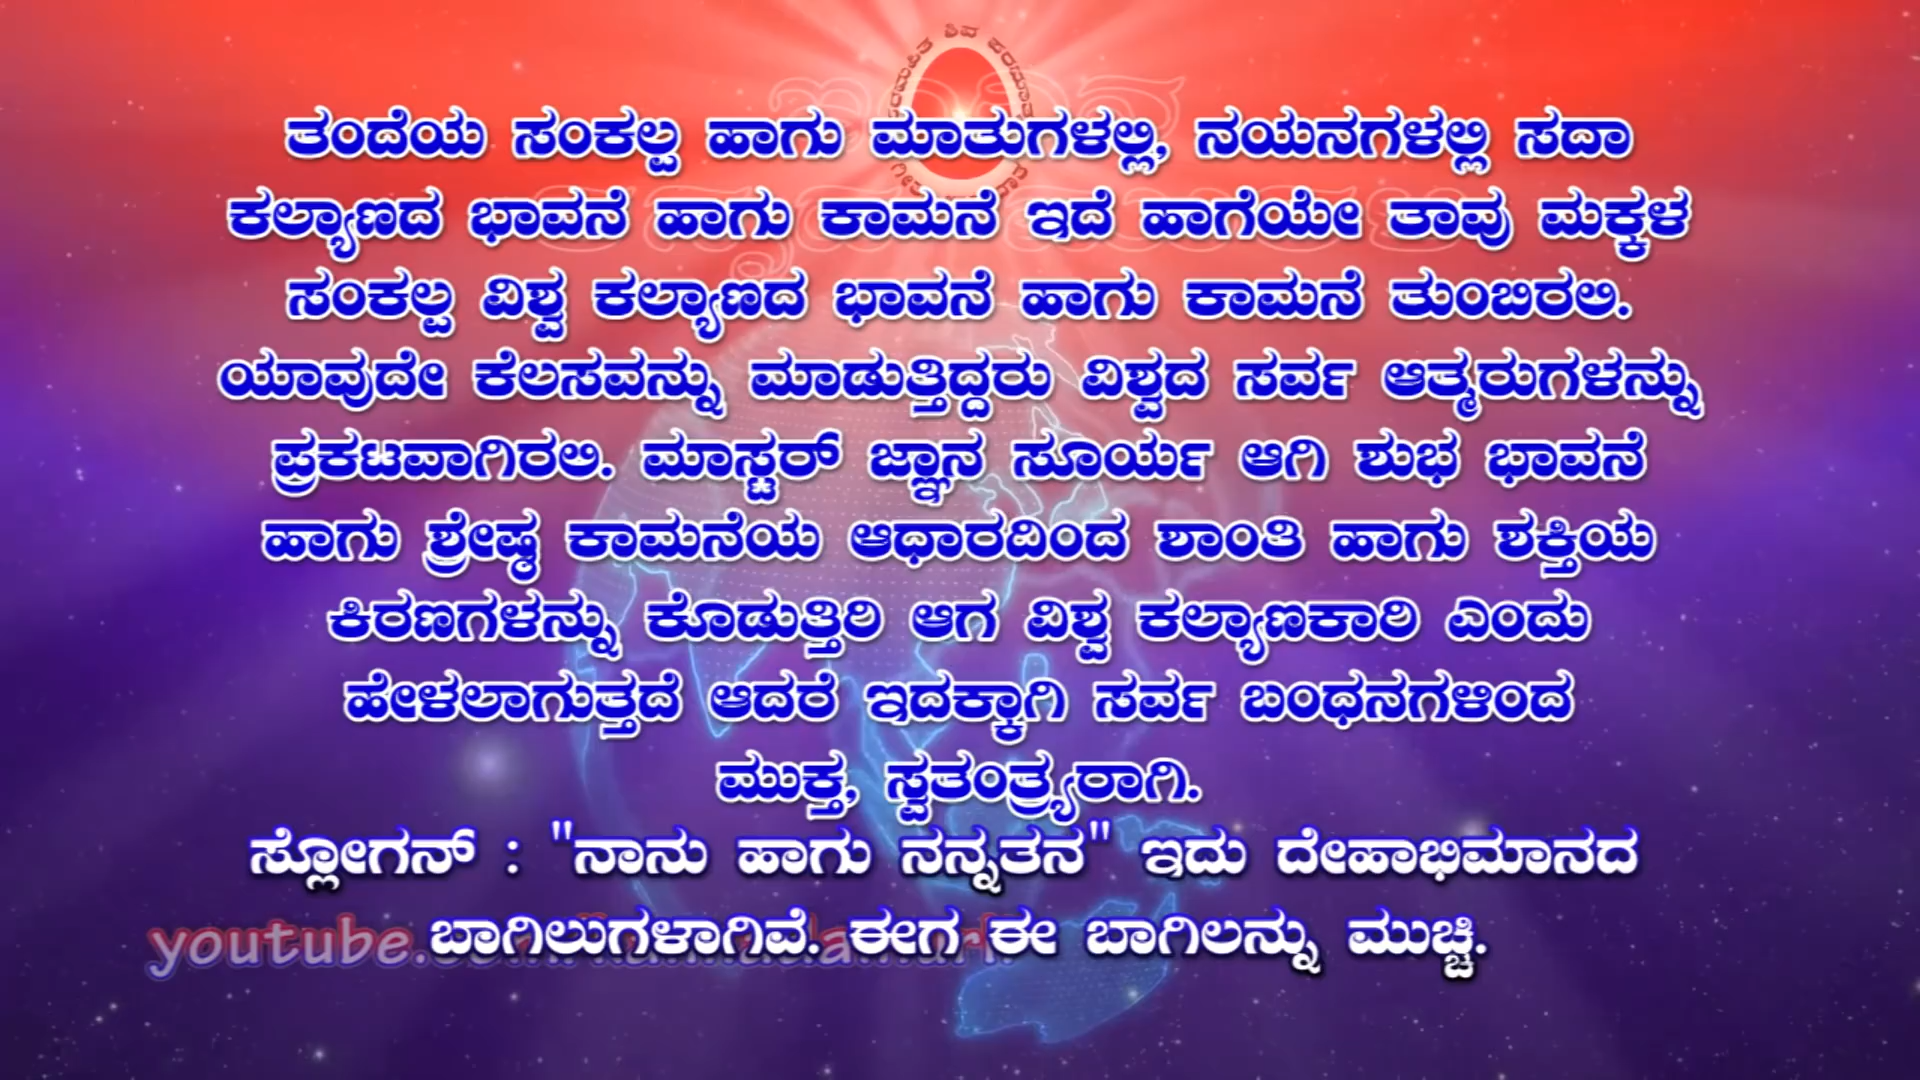 ತಂದೆಯ ಸಂಕಲ್ಪ ಹಾಗು ಮಾತುಗಳಲ್ಲಿ, ನಯನಗಳಲ್ಲಿ ಸದಾ
ಕಲ್ಯಾಣದ ಭಾವನೆ ಹಾಗು ಕಾಮನೆ ಇದೆ ಹಾಗೆಯೇ ತಾವು ಮಕ್ಕಳ
ಸಂಕಲ್ಪ ವಿಶ್ವ ಕಲ್ಯಾಣದ ಭಾವನೆ ಹಾಗು ಕಾಮನೆ ತುಂಬಿರಲಿ.
ಯಾವುದೇ ಕೆಲಸವನ್ನು ಮಾಡುತ್ತಿದ್ದರು ವಿಶ್ವದ ಸರ್ವ ಆತ್ಮರುಗಳನ್ನು
ಪ್ರಕಟವಾಗಿರಲಿ. ಮಾಸ್ಟರ್ ಜ್ಞಾನ ಸೂರ್ಯ ಆಗಿ ಶುಭ ಭಾವನೆ
ಹಾಗು ಶ್ರೇಷ್ಠ ಕಾಮನೆಯ ಆಧಾರದಿಂದ ಶಾಂತಿ ಹಾಗು ಶಕ್ತಿಯ
ಕಿರಣಗಳನ್ನು ಕೊಡುತ್ತಿರಿ ಆಗ ವಿಶ್ವ ಕಲ್ಯಾಣಕಾರಿ ಎಂದು
ಹೇಳಲಾಗುತ್ತದೆ ಆದರೆ ಇದಕ್ಕಾಗಿ ಸರ್ವ ಬಂಧನಗಳಿಂದ
ಮುಕ್ತ, ಸ್ವತಂತ್ರ್ಯರಾಗಿ.
ಸ್ಲೋಗನ್ : "ನಾನು ಹಾಗು ನನ್ನತನ" ಇದು ದೇಹಾಭಿಮಾನದ
ಬಾಗಿಲುಗಳಾಗಿವೆ. ಈಗ ಈ ಬಾಗಿಲನ್ನು ಮುಚ್ಚಿ.
youtube.